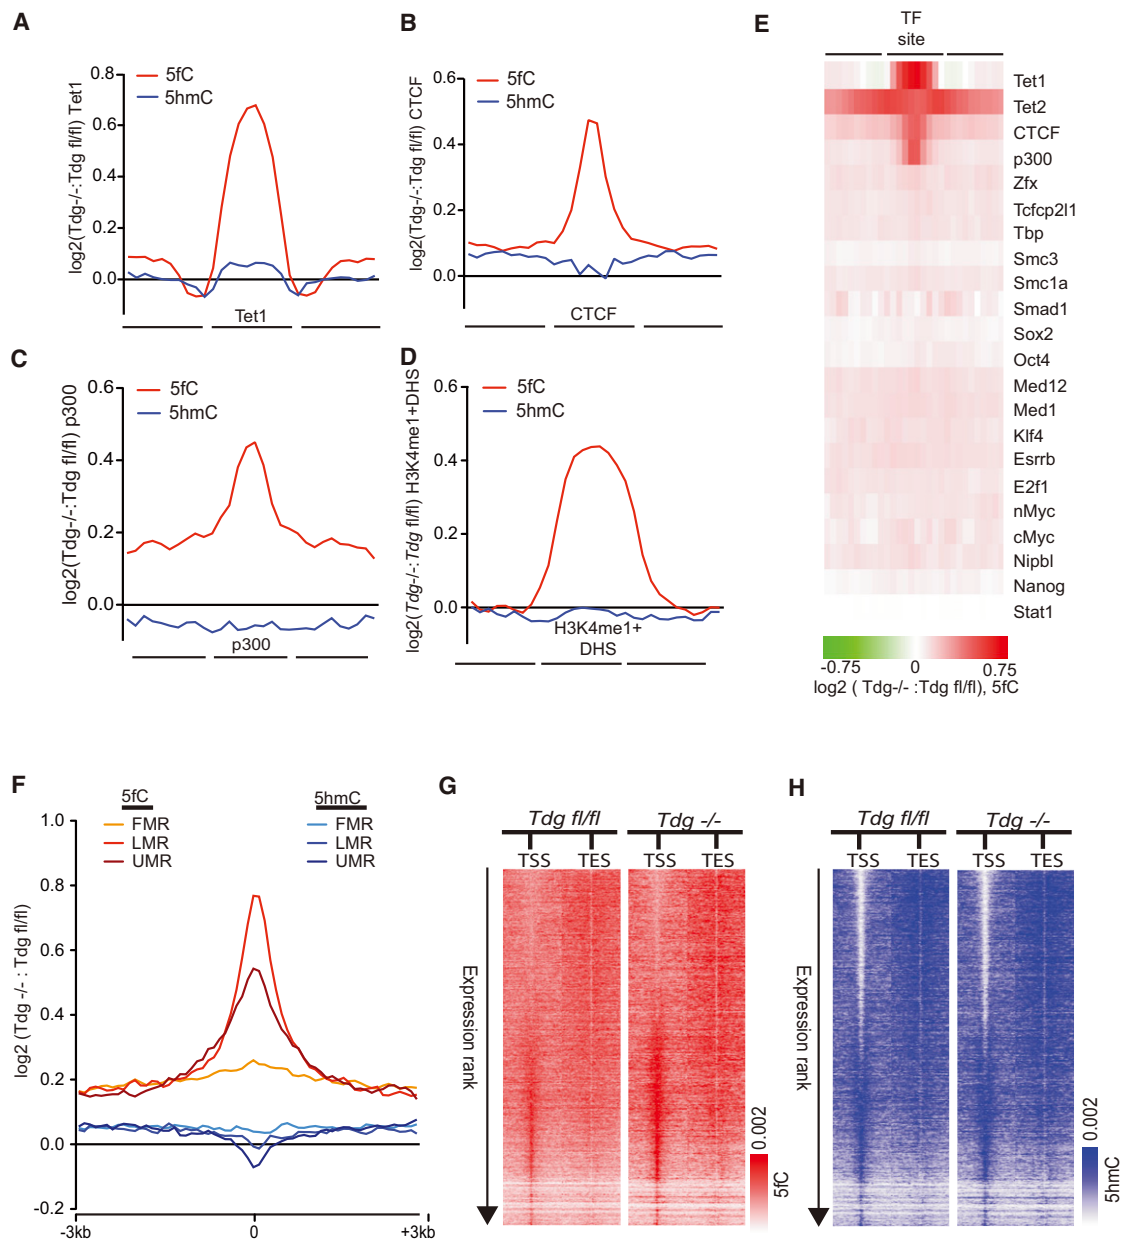 A
0.8
0.6
0.4
0.2
0.0
log2(Tdg-/-:Tdg fl/fl) Tet1
5fC
5hmC
Tet1
B
0.6
0.4
0.2
0.0
log2(Tdg-/-:Tdg fl/fl) CTCF
5fC
5hmC
CTCF
C
0.6
0.4
0.2
0.0
log2(Tdg-/-:Tdg fl/fl) p300
5fC
5hmC
p300
D
0.6
0.4
0.2
0.0
log2(Tdg-/-:Tdg fl/fl) H3K4me1+DHS
5fC
5hmC
H3K4me1+
DHS
E
TF
site
Tet1
Tet2
CTCF
p300
Zfx
Tcfcp2l1
Tbp
Smc3
Smc1a
Smad1
Sox2
Oct4
Med12
Med1
Klf4
Esrrb
E2f1
nMyc
cMyc
Nipbl
Nanog
Stat1
-0.75 0 0.75
log2 ( Tdg-/- :Tdg fl/fl), 5fC
F
1.0
0.8
0.6
0.4
0.2
0.0
-0.2
log2 (Tdg -/- : Tdg fl/fl)
5fC
FMR
LMR
UMR
5hmC
FMR
LMR
UMR
-3kb 0 +3kb
G
Tdg fl/fl Tdg -/-
TSS TES TSS TES
Expression rank
0.002
5fC
H
Tdg fl/fl Tdg -/-
TSS TES TSS TES
Expression rank
0.002
5hmC